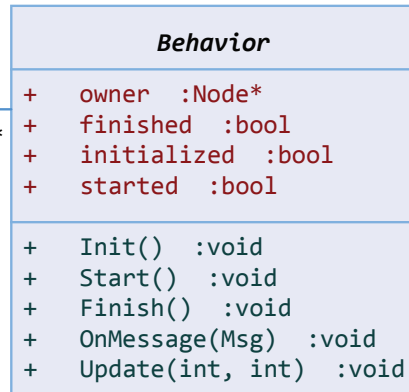 Behavior
+ owner :Node*
+ finished :bool
*
+ initialized :bool
+ started :bool
+ Init() :void
+ Start() :void
+ Finish() :void
+ OnMessage(Msg) :void
+ Update(int, int) :void